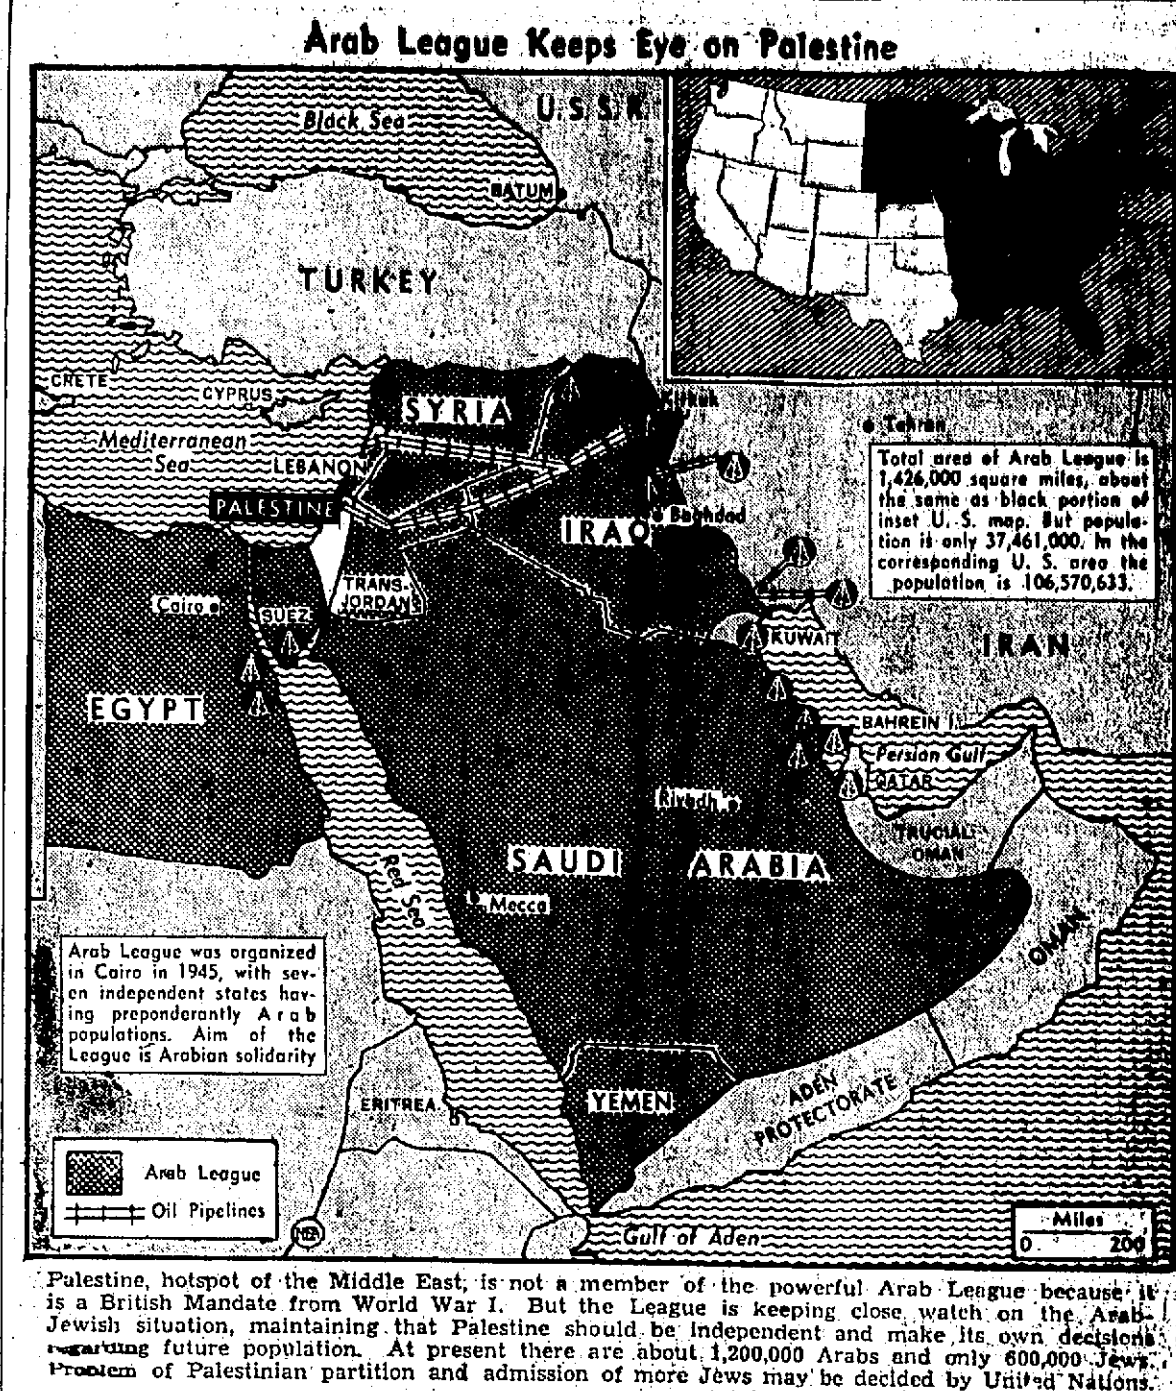 Arab League Keeps Eye on Palestine
Black Sea
U.S.S.R.
BATUM
TURKEY
CRETE
CYPRUS
SYRIA
Kirkuk
Tehran
Mediterranean
Sea
LEBANON
Total area of Arab League is
1,426,000 square miles, about
the same as black portion of
inset U. S. map. But popula-
tion is only 37,461,000. In the
corresponding U. S. area the
population is 106,570,633.
PALESTINE
Baghdad
IRAQ
TRANS-
JORDAN
Cairo
SUEZ
KUWAIT
IRAN
EGYPT
BAHREIN I.
Persian Gulf
QATAR
Riyadh
TRUCIAL
OMAN
SAUDI ARABIA
Red Sea
Mecca
OMAN
Arab League was organized
in Cairo in 1945, with sev-
en independent states hav-
ing preponderantly Arab
populations. Aim of the
League is Arabian solidarity
ERITREA
YEMEN
ADEN
PROTECTORATE
Arab League
Oil Pipelines
NEA
Gulf of Aden
Miles
0 200
Palestine, hotspot of the Middle East, is not a member of the powerful Arab League because it
is a British Mandate from World War I. But the League is keeping close watch on the Arab-
Jewish situation, maintaining that Palestine should be independent and make its own decisions
regarding future population. At present there are about 1,200,000 Arabs and only 600,000 Jews.
Problem of Palestinian partition and admission of more Jews may be decided by United Nations.